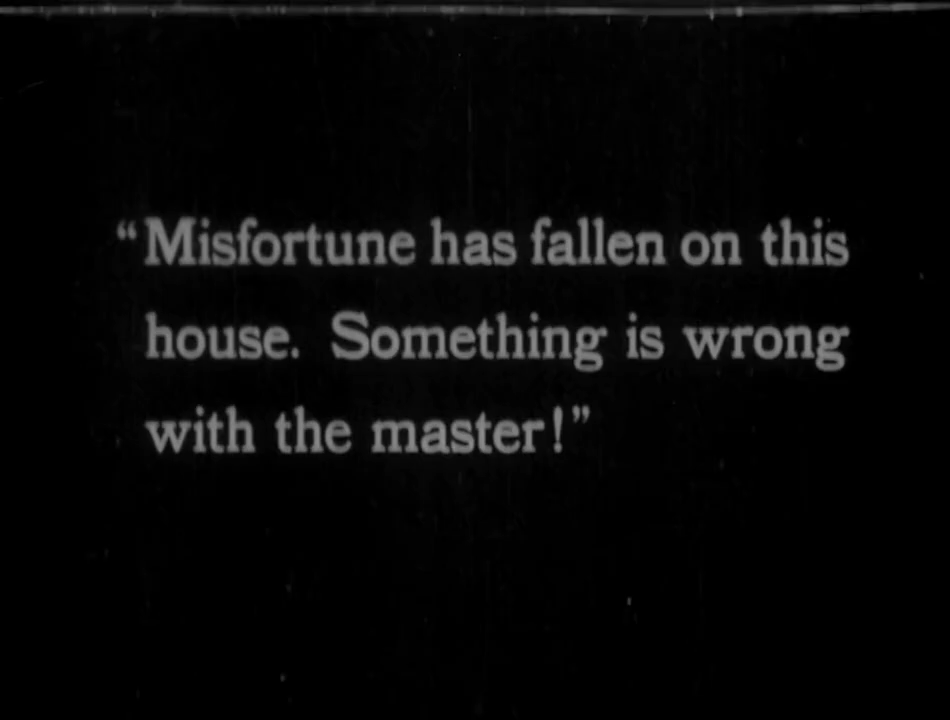 “Misfortune has fallen on this
house. Something is wrong
with the master!”